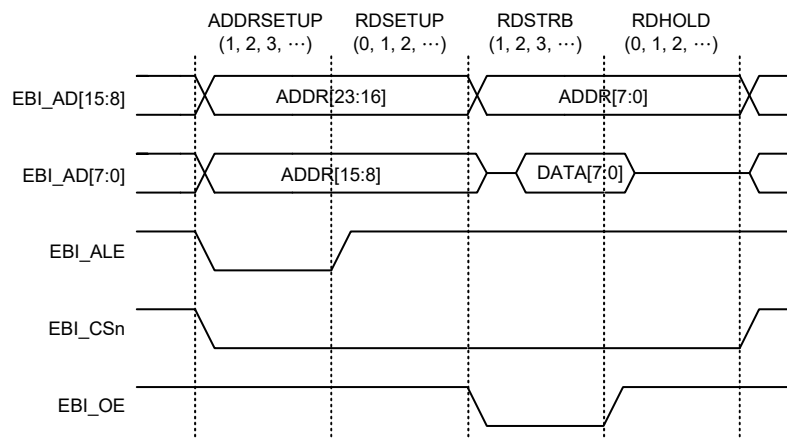 ADDRSETUP RDSETUP RDSTRB RDHOLD
(1, 2, 3, ⋯) (0, 1, 2, ⋯) (1, 2, 3, ⋯) (0, 1, 2, ⋯)
EBI_AD[15:8] ADDR[23:16] ADDR[7:0]
EBI_AD[7:0] ADDR[15:8] DATA[7:0]
EBI_ALE
EBI_CSn
EBI_OE